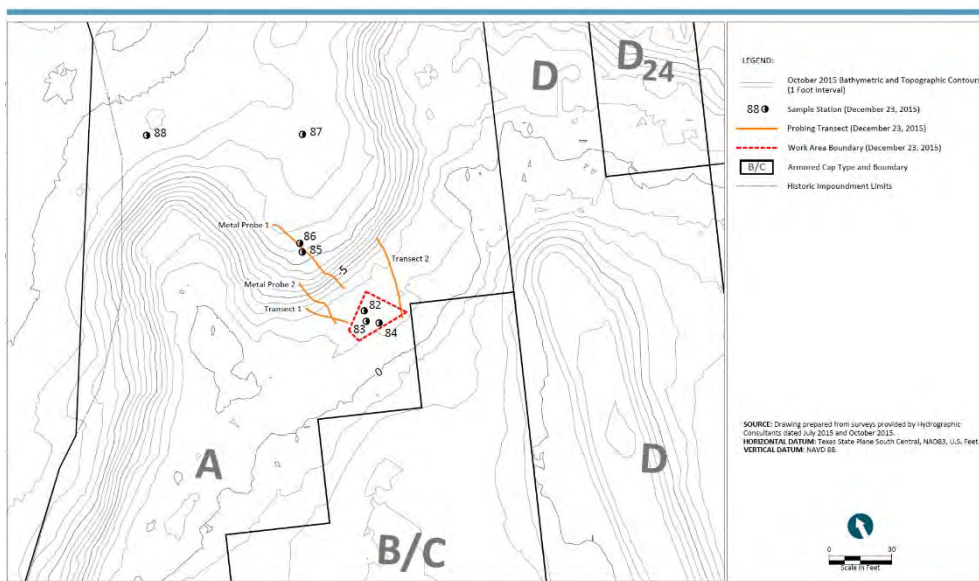 D
D24
88
87
Metal Probe 1
86
85
Transect 2
-5
Metal Probe 2
82
Transect 1
83
84
0
A
D
B/C
LEGEND:
October 2015 Bathymetric and Topographic Contours
(1 Foot Interval)
88 Sample Station (December 23, 2015)
Probing Transect (December 23, 2015)
Work Area Boundary (December 23, 2015)
B/C Armored Cap Type and Boundary
Historic Impoundment Limits
SOURCE: Drawing prepared from surveys provided by Hydrographic
Consultants dated July 2015 and October 2015.
HORIZONTAL DATUM: Texas State Plane South Central, NAD83, U.S. Feet.
VERTICAL DATUM: NAVD 88.
0 30
Scale in Feet